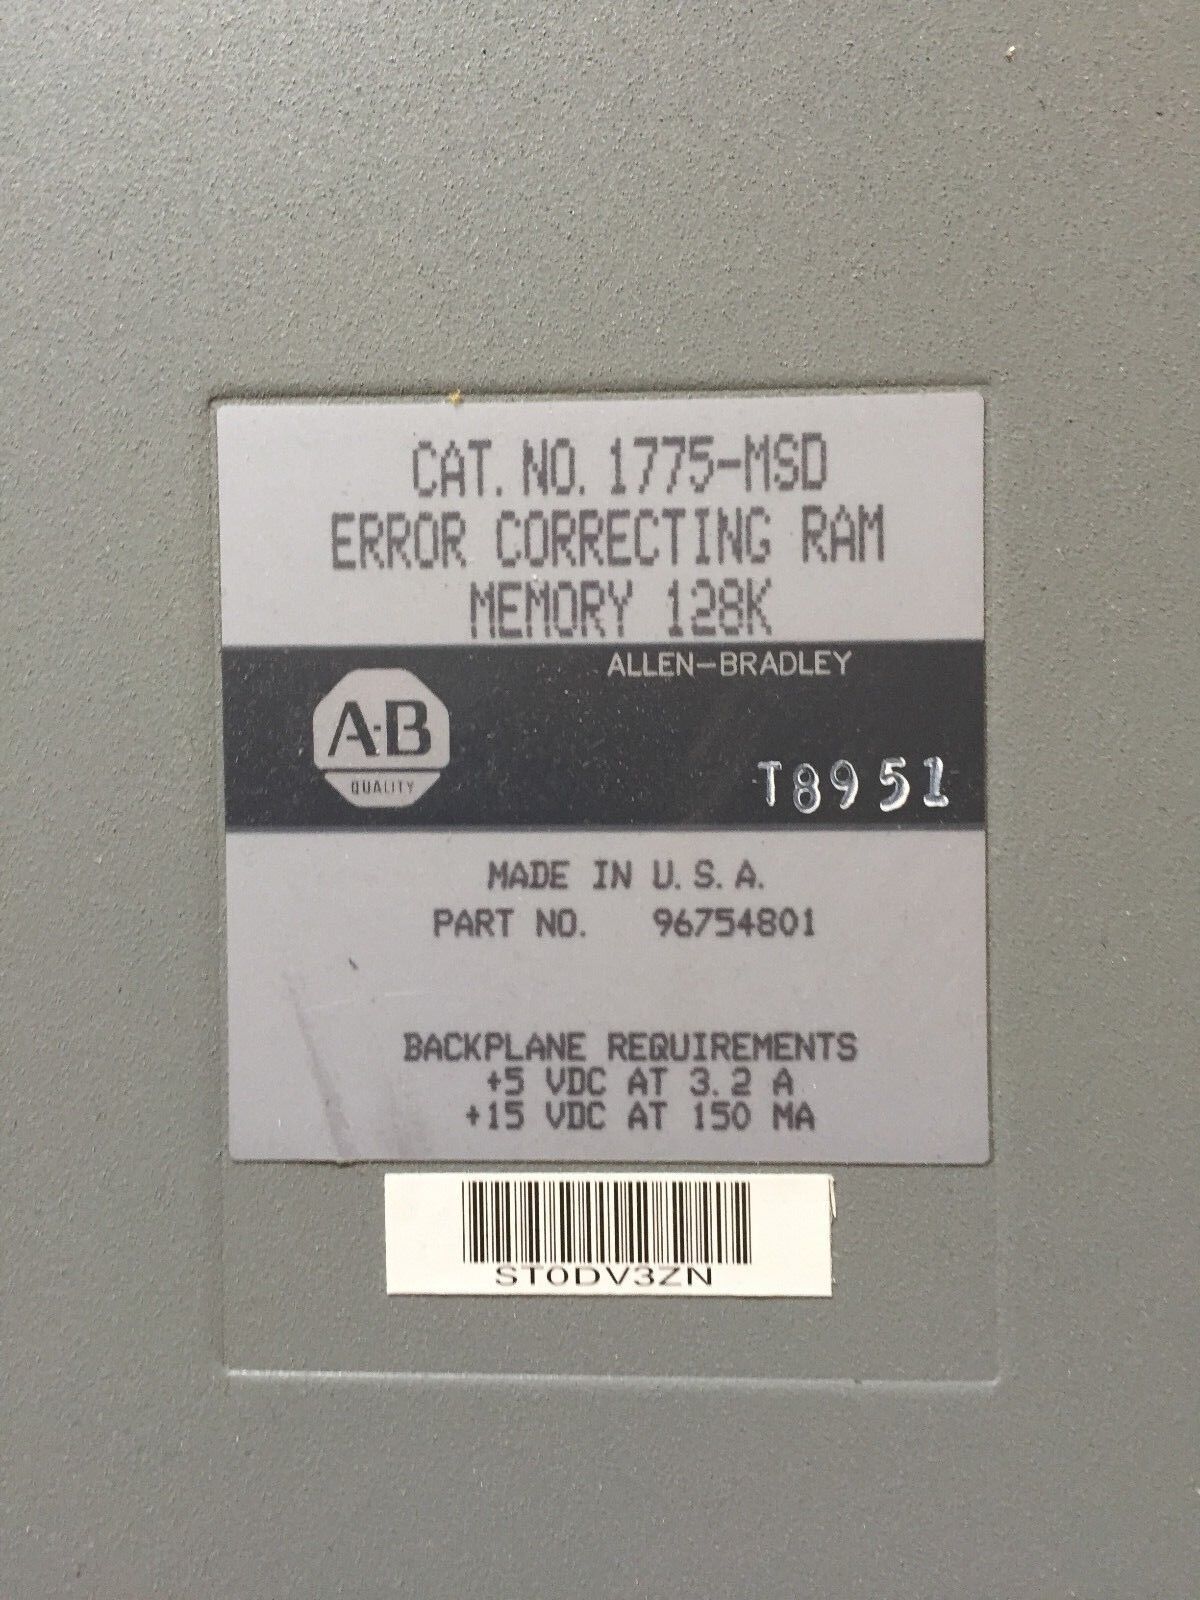 CAT. NO. 1775-MSD
ERROR CORRECTING RAM
MEMORY 128K
ALLEN-BRADLEY
A-B
QUALITY
T8951
MADE IN U.S.A.
PART NO. 96754801
BACKPLANE REQUIREMENTS
+5 VDC AT 3.2 A
+15 VDC AT 150 MA
ST0DV3ZN